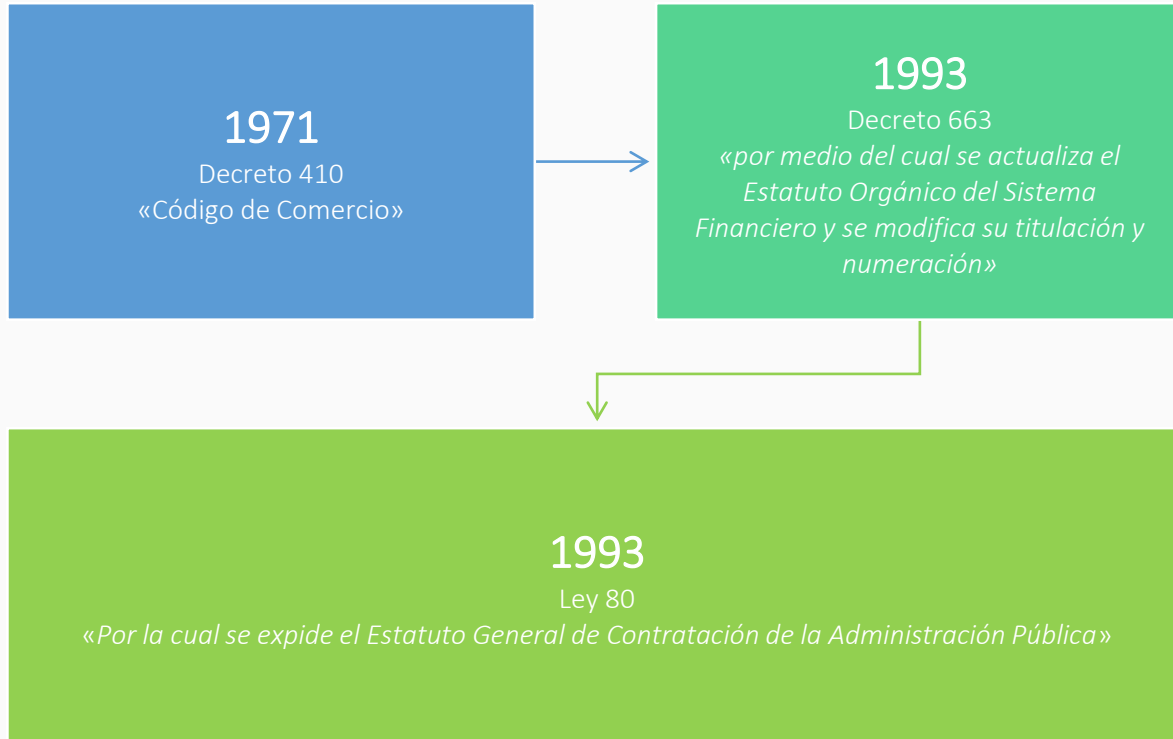 1971
Decreto 410
«Código de Comercio»
1993
Decreto 663
«por medio del cual se actualiza el
Estatuto Orgánico del Sistema
Financiero y se modifica su titulación y
numeración»
1993
Ley 80
«Por la cual se expide el Estatuto General de Contratación de la Administración Pública»